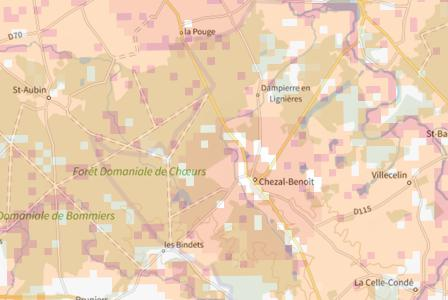 D70
la Pouge
St-Aubin
Dampierre en
Lignières
St-Ba
Forêt Domaniale de Chœurs
Chezal-Benoît
Villecelin
Domaniale de Bommiers
D115
s
les Bindets
La Celle-Condé
Pruniers